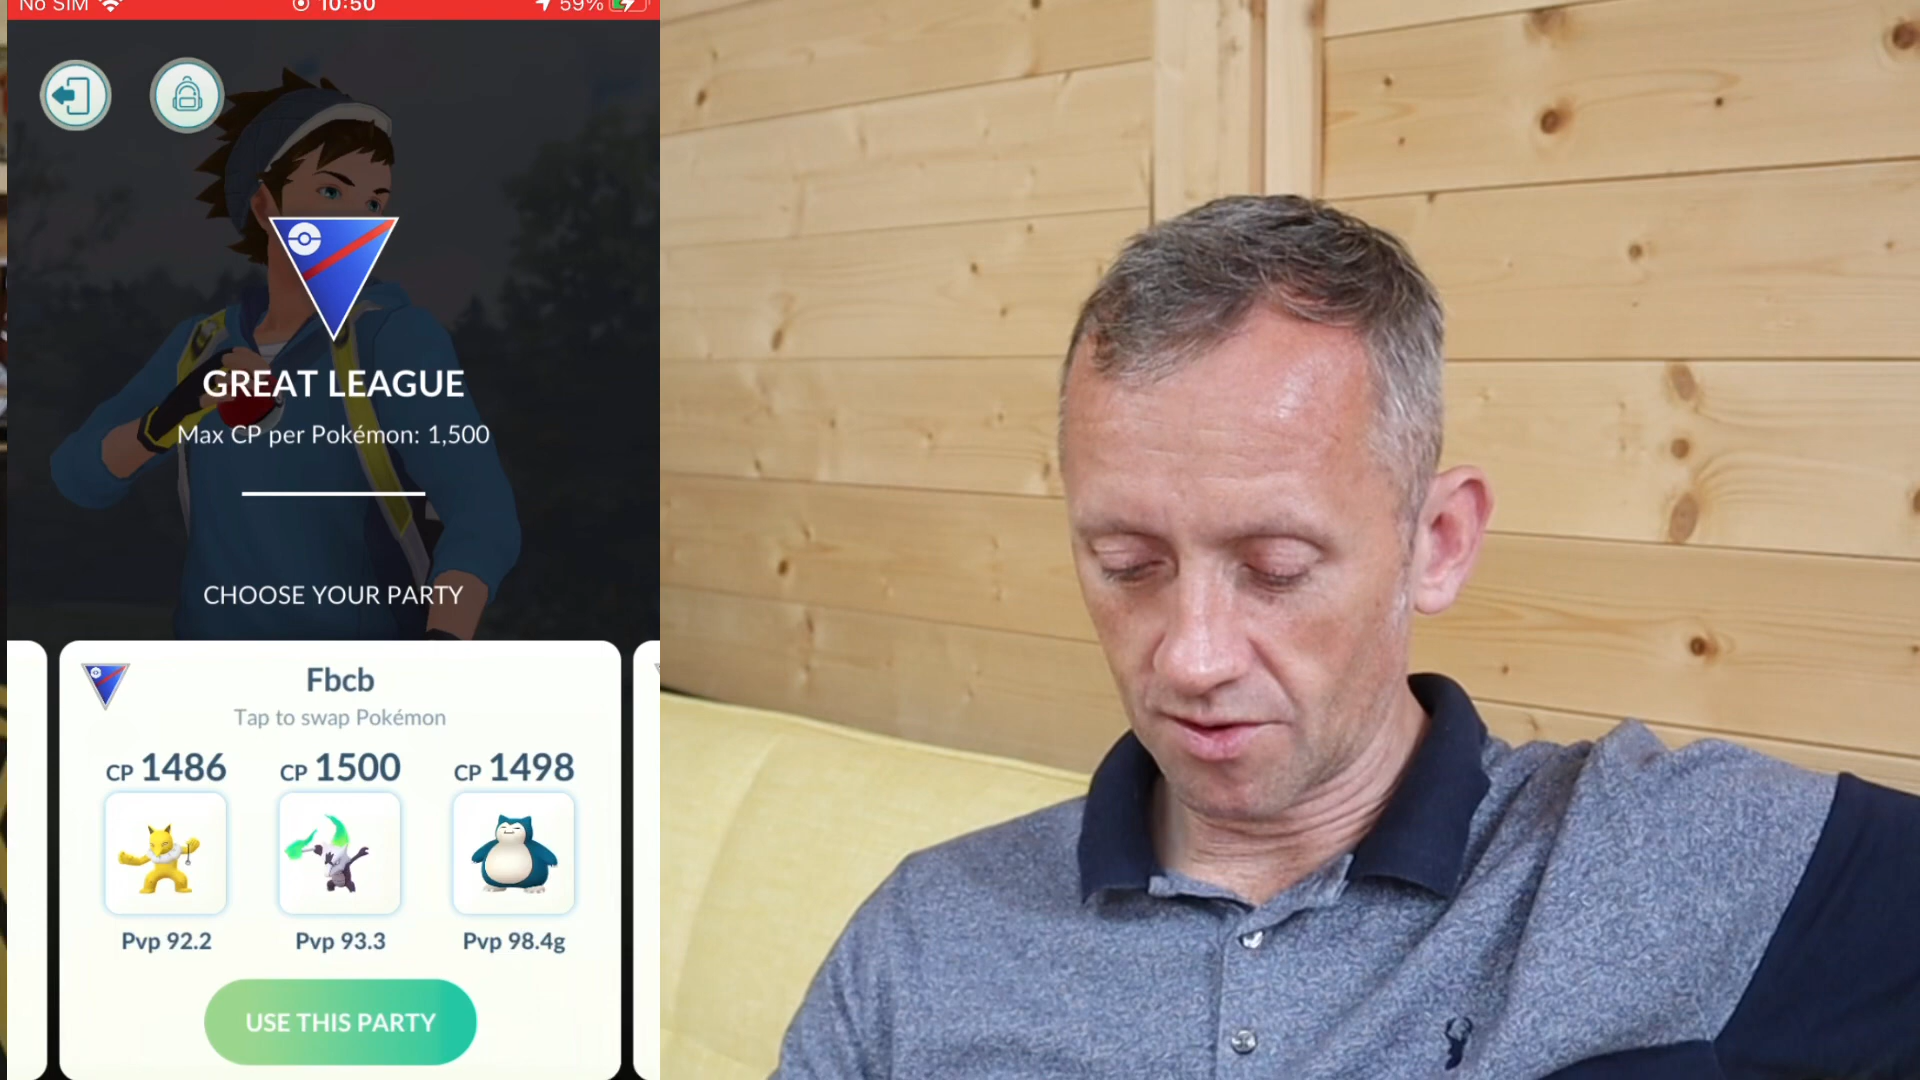 No SIM 10:50 59%
GREAT LEAGUE
Max CP per Pokémon: 1,500
CHOOSE YOUR PARTY
Fbcb
Tap to swap Pokémon
CP 1486 CP 1500 CP 1498
Pvp 92.2 Pvp 93.3 Pvp 98.4g
USE THIS PARTY